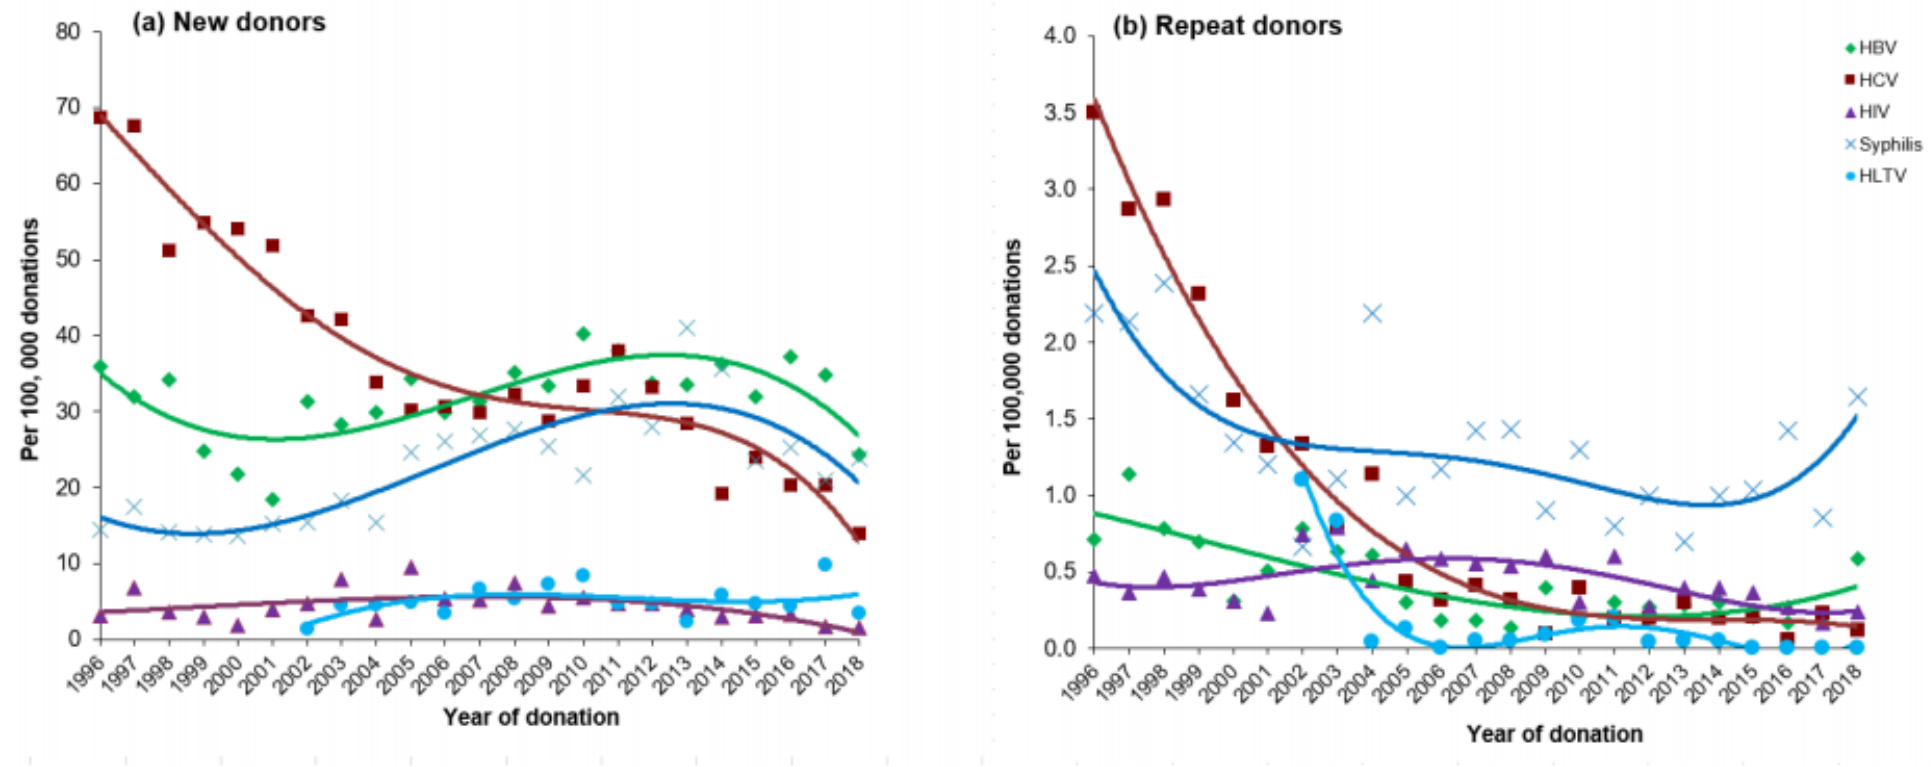 (a) New donors
80
70
60
50
40
30
20
10
0
Per 100, 000 donations
1996 1997 1998 1999 2000 2001 2002 2003 2004 2005 2006 2007 2008 2009 2010 2011 2012 2013 2014 2015 2016 2017 2018
Year of donation
(b) Repeat donors
4.0
3.5
3.0
2.5
2.0
1.5
1.0
0.5
0.0
Per 100,000 donations
1996 1997 1998 1999 2000 2001 2002 2003 2004 2005 2006 2007 2008 2009 2010 2011 2012 2013 2014 2015 2016 2017 2018
Year of donation
HBV
HCV
HIV
Syphilis
HLTV